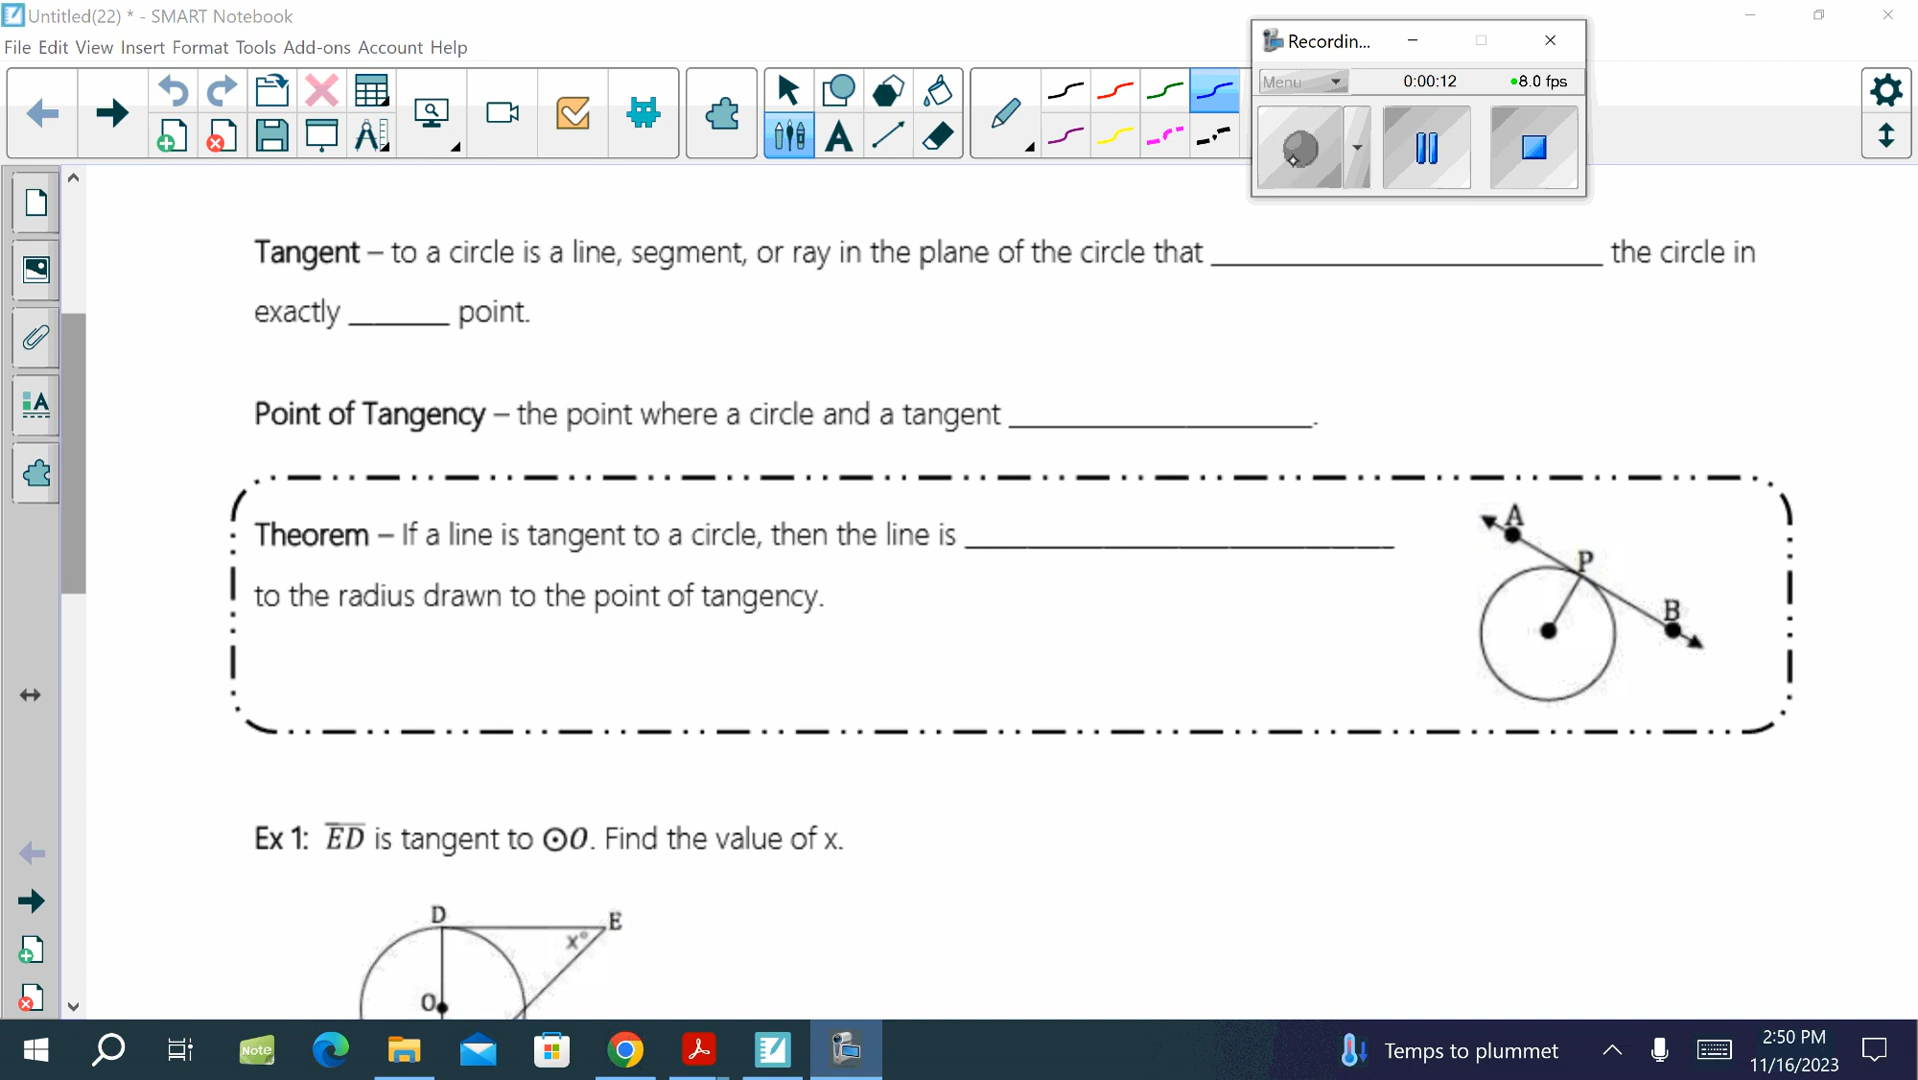 Untitled(22) * - SMART Notebook
File Edit View Insert Format Tools Add-ons Account Help
Recordin...
Menu 0:00:12 8.0 fps
Tangent – to a circle is a line, segment, or ray in the plane of the circle that ______________________ the circle in
exactly ______ point.
Point of Tangency – the point where a circle and a tangent _________________.
Theorem – If a line is tangent to a circle, then the line is ________________________
to the radius drawn to the point of tangency.
A
P
B
Ex 1: E͞D͞ is tangent to ⊙O. Find the value of x.
D
E
x°
O
Note
Temps to plummet
2:50 PM
11/16/2023